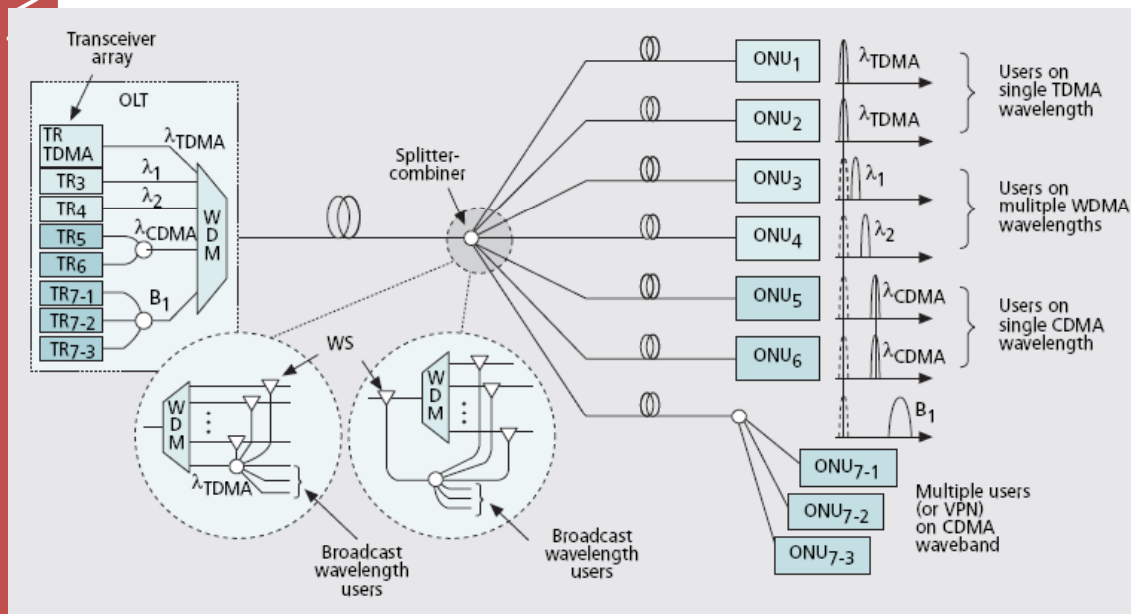 Transceiver
array
OLT
TR
TDMA
TR3
TR4
TR5
TR6
TR7-1
TR7-2
TR7-3
λTDMA
λ1
λ2
λCDMA
B1
WDM
Splitter-
combiner
WS
WDM
λTDMA
Broadcast
wavelength
users
WDM
Broadcast
wavelength
users
ONU1
λTDMA
ONU2
λTDMA
Users on
single TDMA
wavelength
ONU3
λ1
ONU4
λ2
Users on
mulitple WDMA
wavelengths
ONU5
λCDMA
ONU6
λCDMA
Users on
single CDMA
wavelength
B1
ONU7-1
ONU7-2
ONU7-3
Multiple users
(or VPN)
on CDMA
waveband